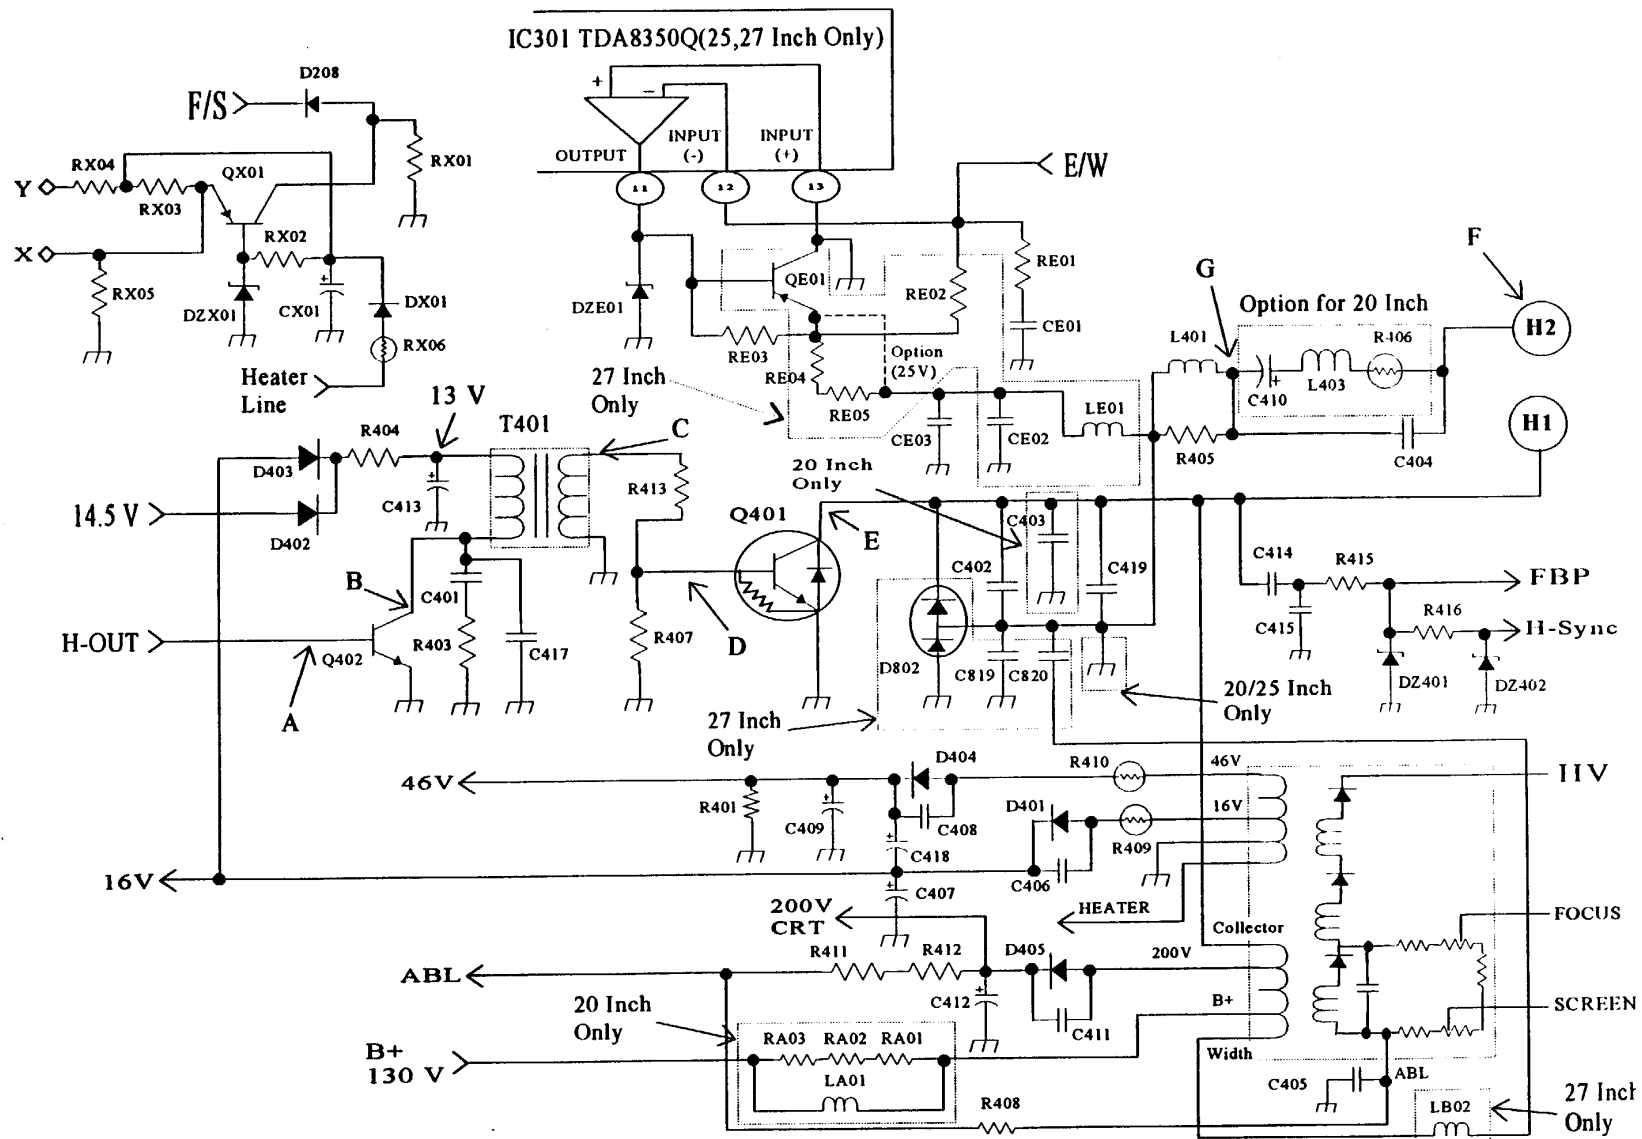 IC301 TDA8350Q(25,27 Inch Only)
D208
F/S
+
−
INPUT
(-)
INPUT
(+)
OUTPUT
11
12
13
E/W
RX04
QX01
RX01
Y
RX03
X
RX02
RX05
DZX01
CX01
DX01
RX06
Heater
Line
QE01
RE01
RE02
DZE01
CE01
RE03
Option
(25V)
RE04
RE05
27 Inch
Only
CE03
CE02
LE01
F
G
Option for 20 Inch
H2
L401
R406
C410
L403
H1
R405
C404
13 V
R404
T401
C
D403
C413
14.5 V
D402
R413
20 Inch
Only
Q401
E
C403
C402
C419
C414
R415
FBP
B
C401
C415
R416
H-Sync
H-OUT
Q402
R403
C417
R407
D
D802
C819
C820
DZ401
DZ402
A
27 Inch
Only
20/25 Inch
Only
46V
D404
R410
46V
HV
R401
C409
C408
D401
16V
C418
R409
16V
C406
C407
HEATER
200V
CRT
Collector
FOCUS
R411
R412
D405
200V
ABL
C412
C411
B+
SCREEN
20 Inch
Only
RA03
RA02
RA01
B+
130 V
LA01
Width
C405
ABL
R408
LB02
27 Inch
Only